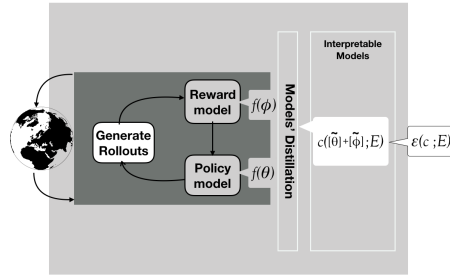 Interpretable
Models
Reward
model
f(ϕ)
Generate
Rollouts
Policy
model
f(θ)
Models' Distillation
c([θ̃]+[ϕ̃];E)
ε(c ;E)